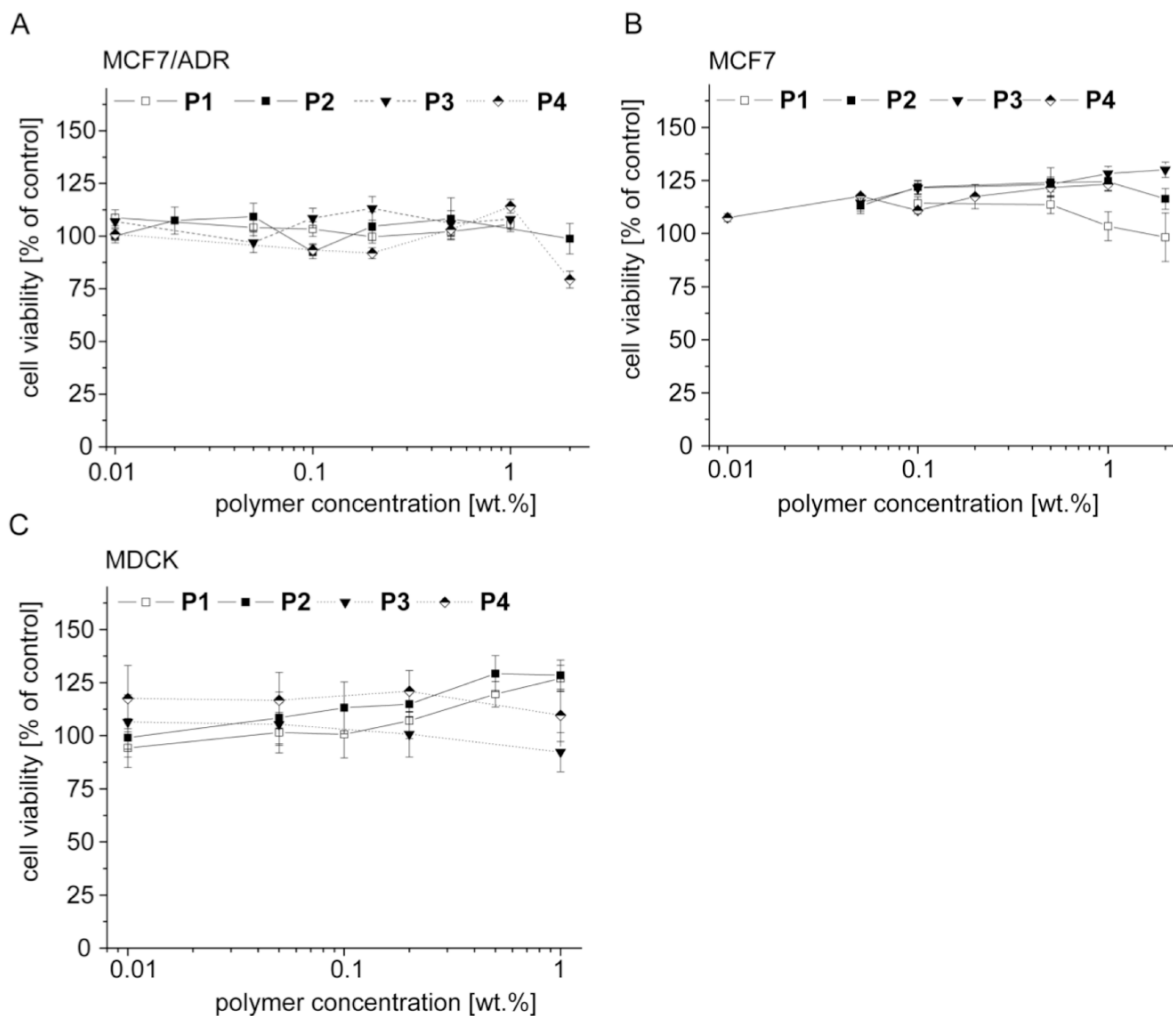 A
MCF7/ADR
P1 P2 P3 P4
150
125
100
75
50
25
0
cell viability [% of control]
0.01 0.1 1
polymer concentration [wt.%]
B
MCF7
P1 P2 P3 P4
150
125
100
75
50
25
0
cell viability [% of control]
0.01 0.1 1
polymer concentration [wt.%]
C
MDCK
P1 P2 P3 P4
150
125
100
75
50
25
0
cell viability [% of control]
0.01 0.1 1
polymer concentration [wt.%]